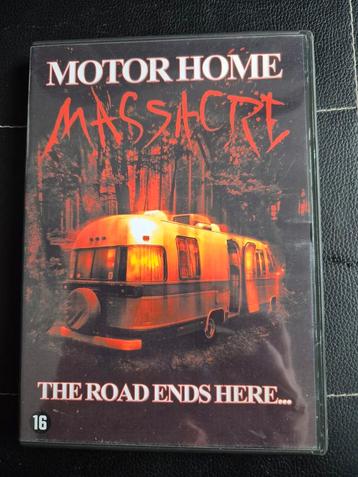 MOTOR HOME
MASSACRE
THE ROAD ENDS HERE...
16